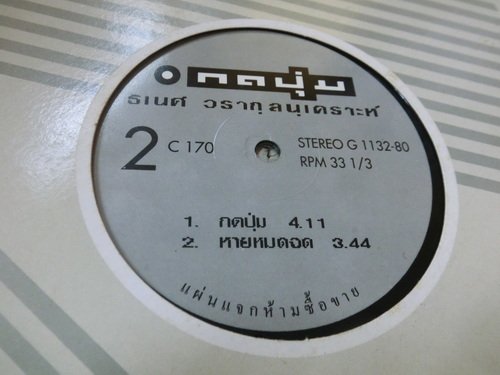 กดปุ่ม
ธเนศ วรากุลนุเคราะห์
2 C 170 STEREO G 1132-80
RPM 33 1/3
1. กดปุ่ม 4.11
2. หายหมดฉด 3.44
แผ่นแจกห้ามซื้อขาย